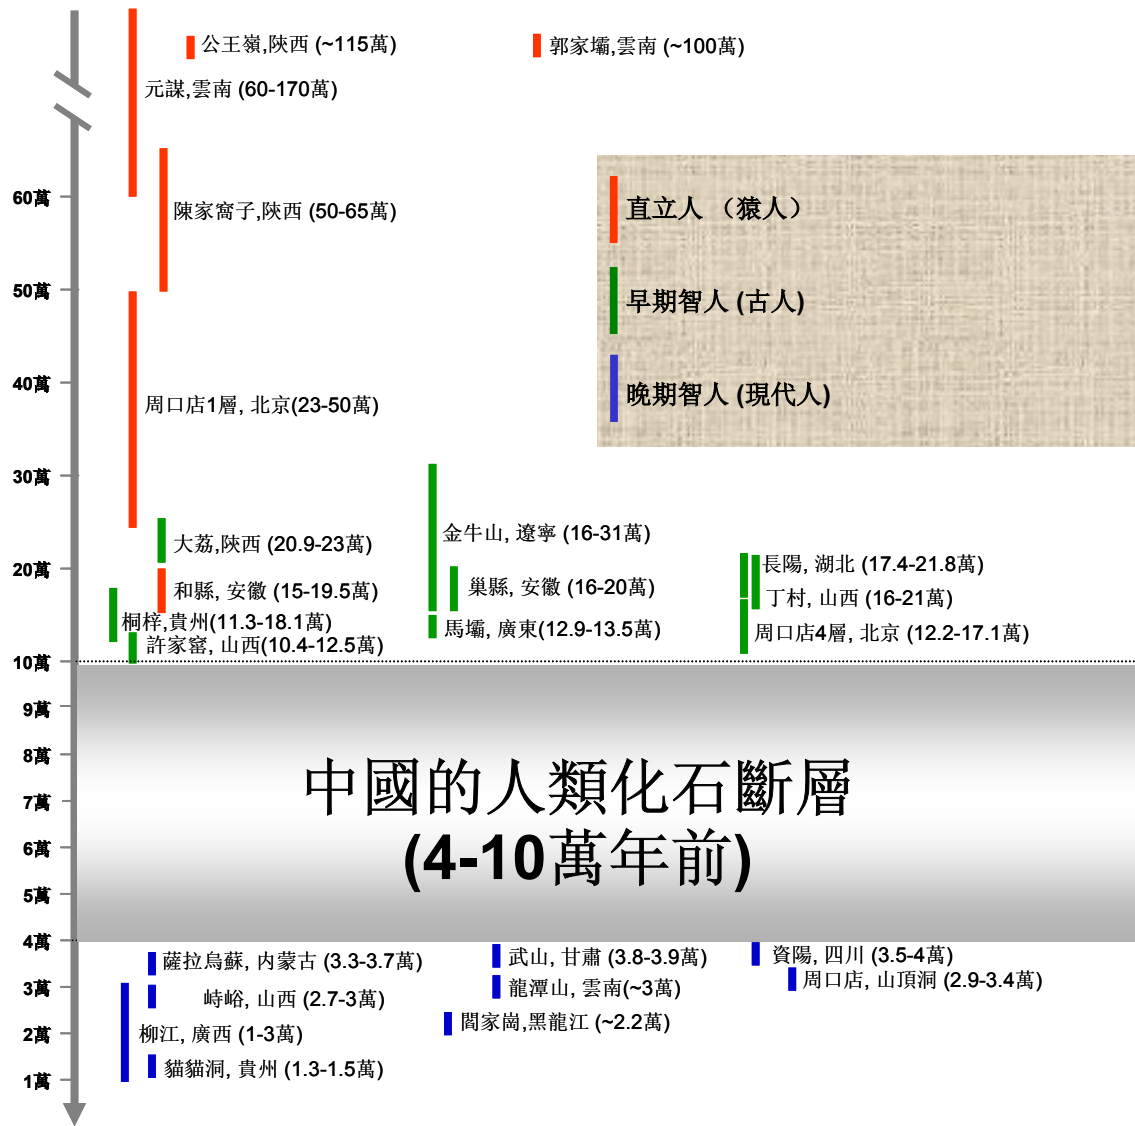 公王嶺,陝西 (~115萬)
郭家壩,雲南 (~100萬)
元謀,雲南 (60-170萬)
60萬
陳家窩子,陝西 (50-65萬)
直立人 （猿人）
50萬
早期智人 (古人)
40萬
晚期智人 (現代人)
周口店1層, 北京(23-50萬)
30萬
大荔,陝西 (20.9-23萬)
金牛山, 遼寧 (16-31萬)
20萬
長陽, 湖北 (17.4-21.8萬)
和縣, 安徽 (15-19.5萬)
巢縣, 安徽 (16-20萬)
丁村, 山西 (16-21萬)
桐梓,貴州(11.3-18.1萬)
馬壩, 廣東(12.9-13.5萬)
周口店4層, 北京 (12.2-17.1萬)
許家窰, 山西(10.4-12.5萬)
10萬
9萬
8萬
中國的人類化石斷層
7萬
6萬
(4-10萬年前)
5萬
4萬
薩拉烏蘇, 内蒙古 (3.3-3.7萬)
武山, 甘肅 (3.8-3.9萬)
資陽, 四川 (3.5-4萬)
3萬
峙峪, 山西 (2.7-3萬)
龍潭山, 雲南(~3萬)
周口店, 山頂洞 (2.9-3.4萬)
2萬
柳江, 廣西 (1-3萬)
閻家崗,黑龍江 (~2.2萬)
貓貓洞, 貴州 (1.3-1.5萬)
1萬